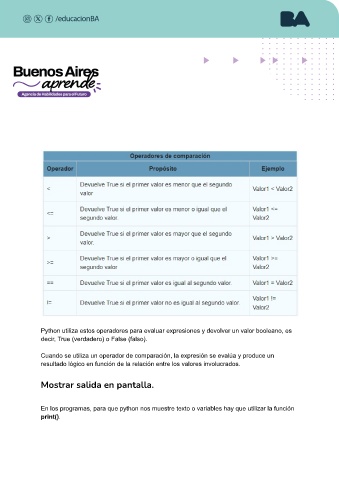 /educacionBA
BA
Buenos Aires
aprende
Agencia de Habilidades para el Futuro
Operadores de comparación
Operador Propósito Ejemplo
< Devuelve True si el primer valor es menor que el segundo valor. Valor1 < Valor2
<= Devuelve True si el primer valor es menor o igual que el segundo valor. Valor1 <= Valor2
> Devuelve True si el primer valor es mayor que el segundo valor. Valor1 > Valor2
>= Devuelve True si el primer valor es mayor o igual que el segundo valor. Valor1 >= Valor2
== Devuelve True si el primer valor es igual al segundo valor. Valor1 = Valor2
!= Devuelve True si el primer valor no es igual al segundo valor. Valor1 != Valor2
Python utiliza estos operadores para evaluar expresiones y devolver un valor booleano, es
decir, True (verdadero) o False (falso).
Cuando se utiliza un operador de comparación, la expresión se evalúa y produce un
resultado lógico en función de la relación entre los valores involucrados.
Mostrar salida en pantalla.
En los programas, para que python nos muestre texto o variables hay que utilizar la función
print().